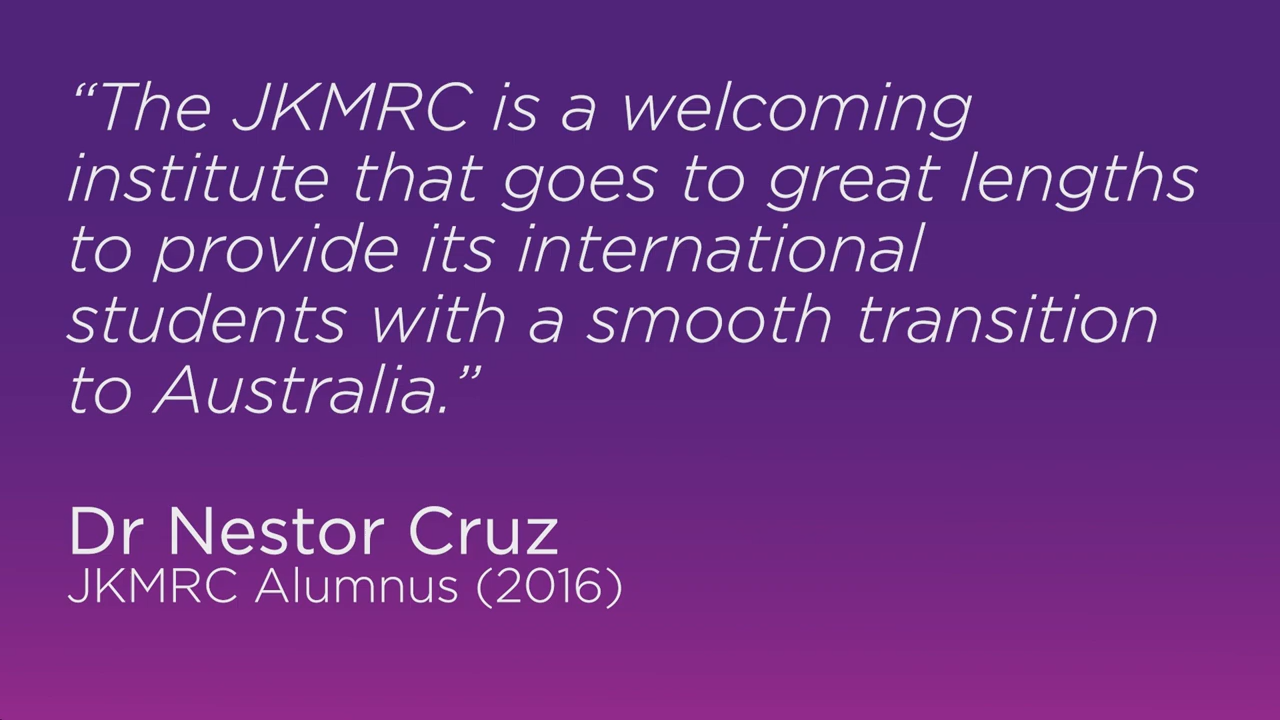 “The JKMRC is a welcoming
institute that goes to great lengths
to provide its international
students with a smooth transition
to Australia.”
Dr Nestor Cruz
JKMRC Alumnus (2016)